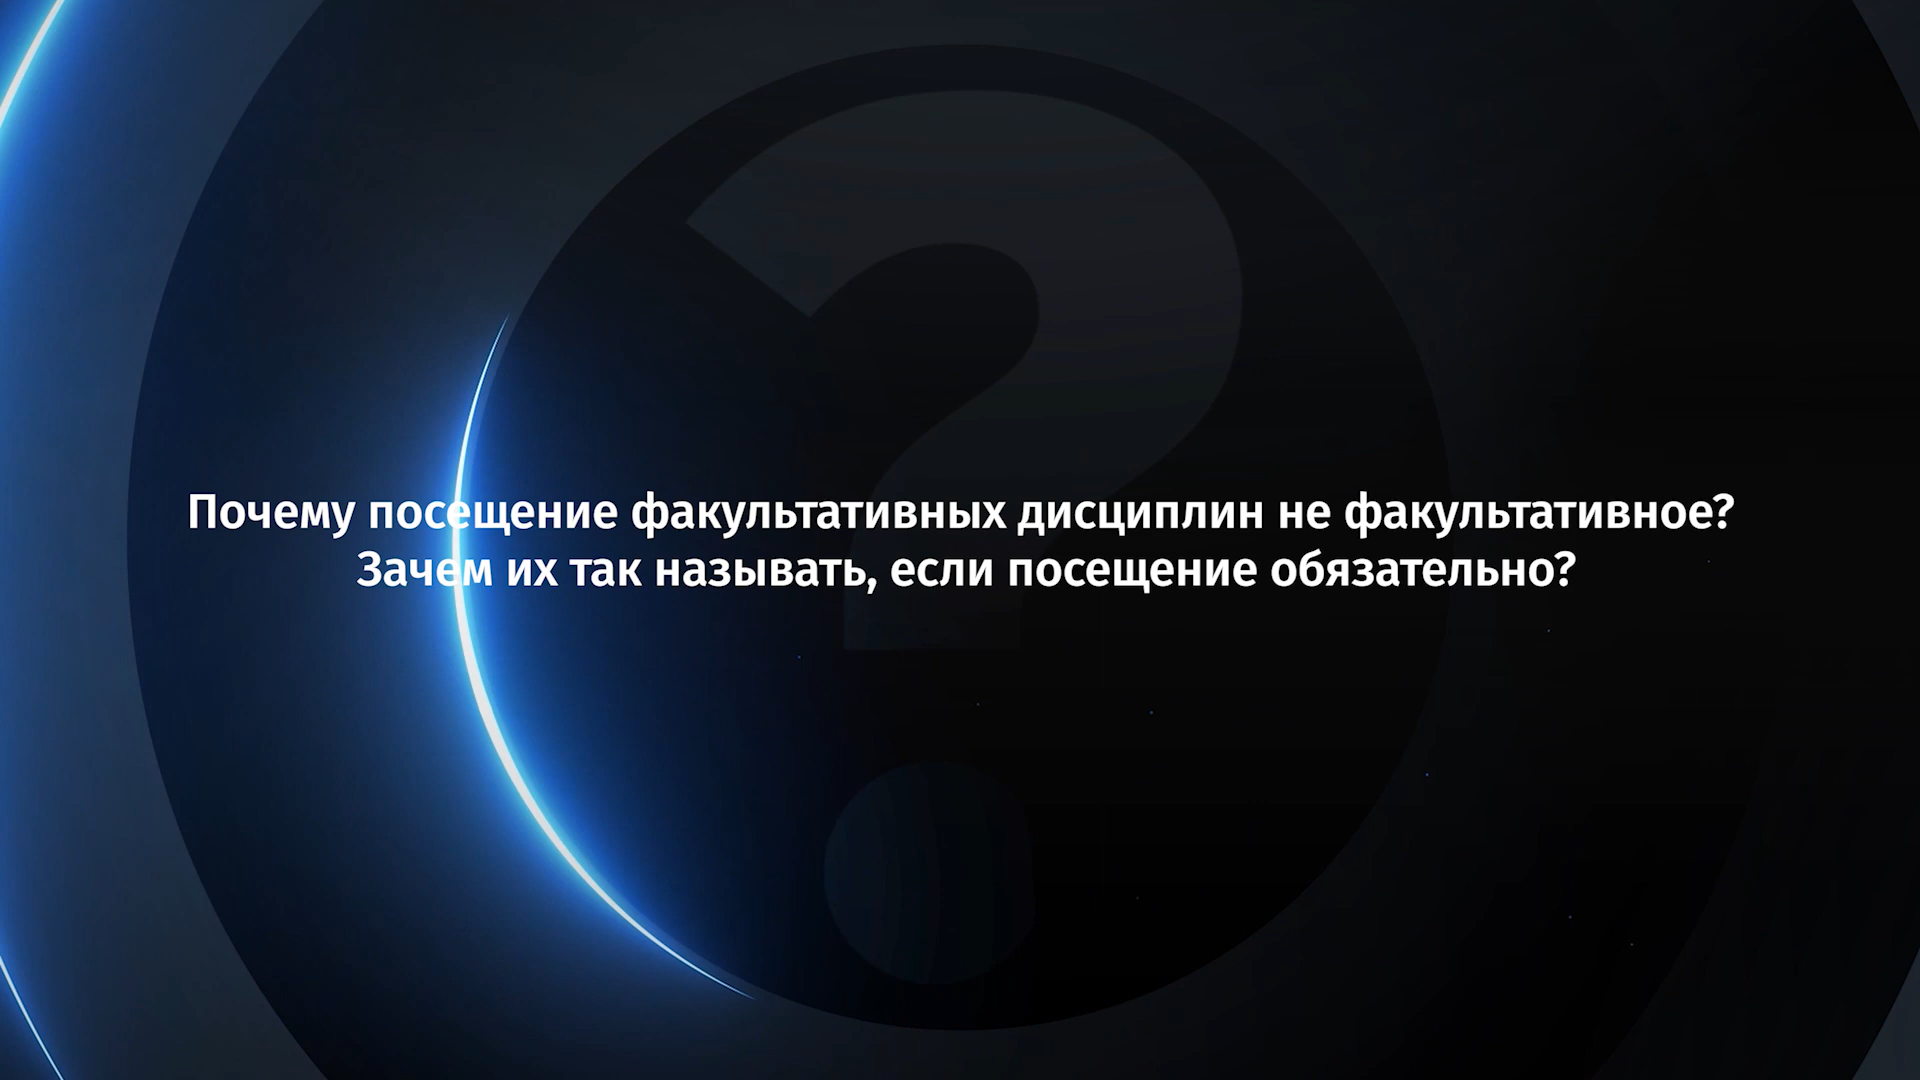 Почему посещение факультативных дисциплин не факультативное?
Зачем их так называть, если посещение обязательно?